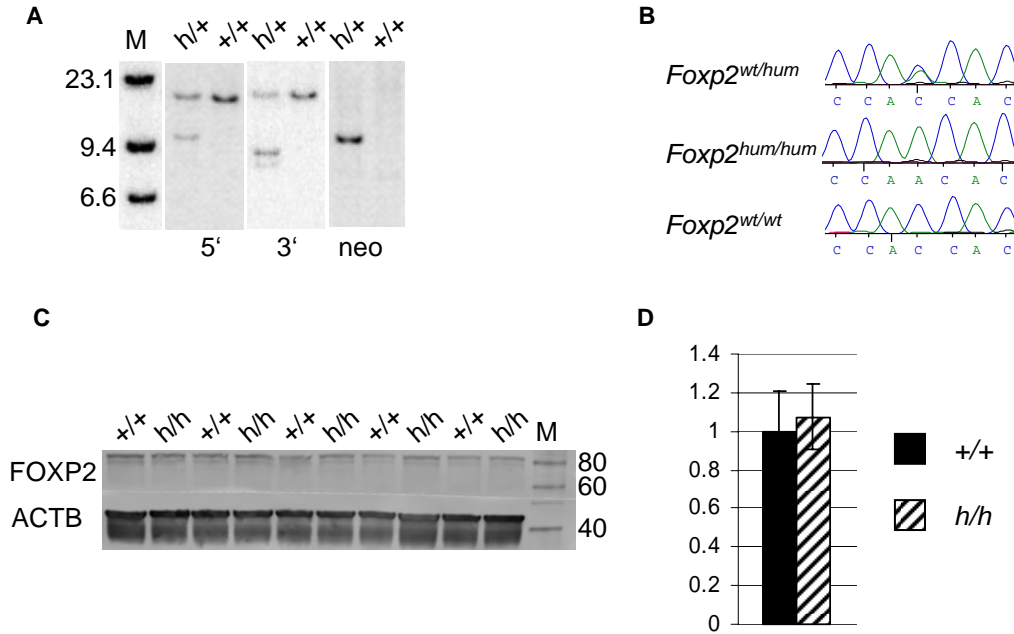 A
M h/+ +/+ h/+ +/+ h/+ +/+
23.1
9.4
6.6
5‘ 3‘ neo
B
Foxp2wt/hum
C C A C C A C
Foxp2hum/hum
C C A A C A C
Foxp2wt/wt
C C A C C A C
C
+/+ h/h +/+ h/h +/+ h/h +/+ h/h +/+ h/h M
FOXP2
ACTB
80
60
40
D
1.4
1.2
1
0.8
0.6
0.4
0.2
0
+/+
h/h